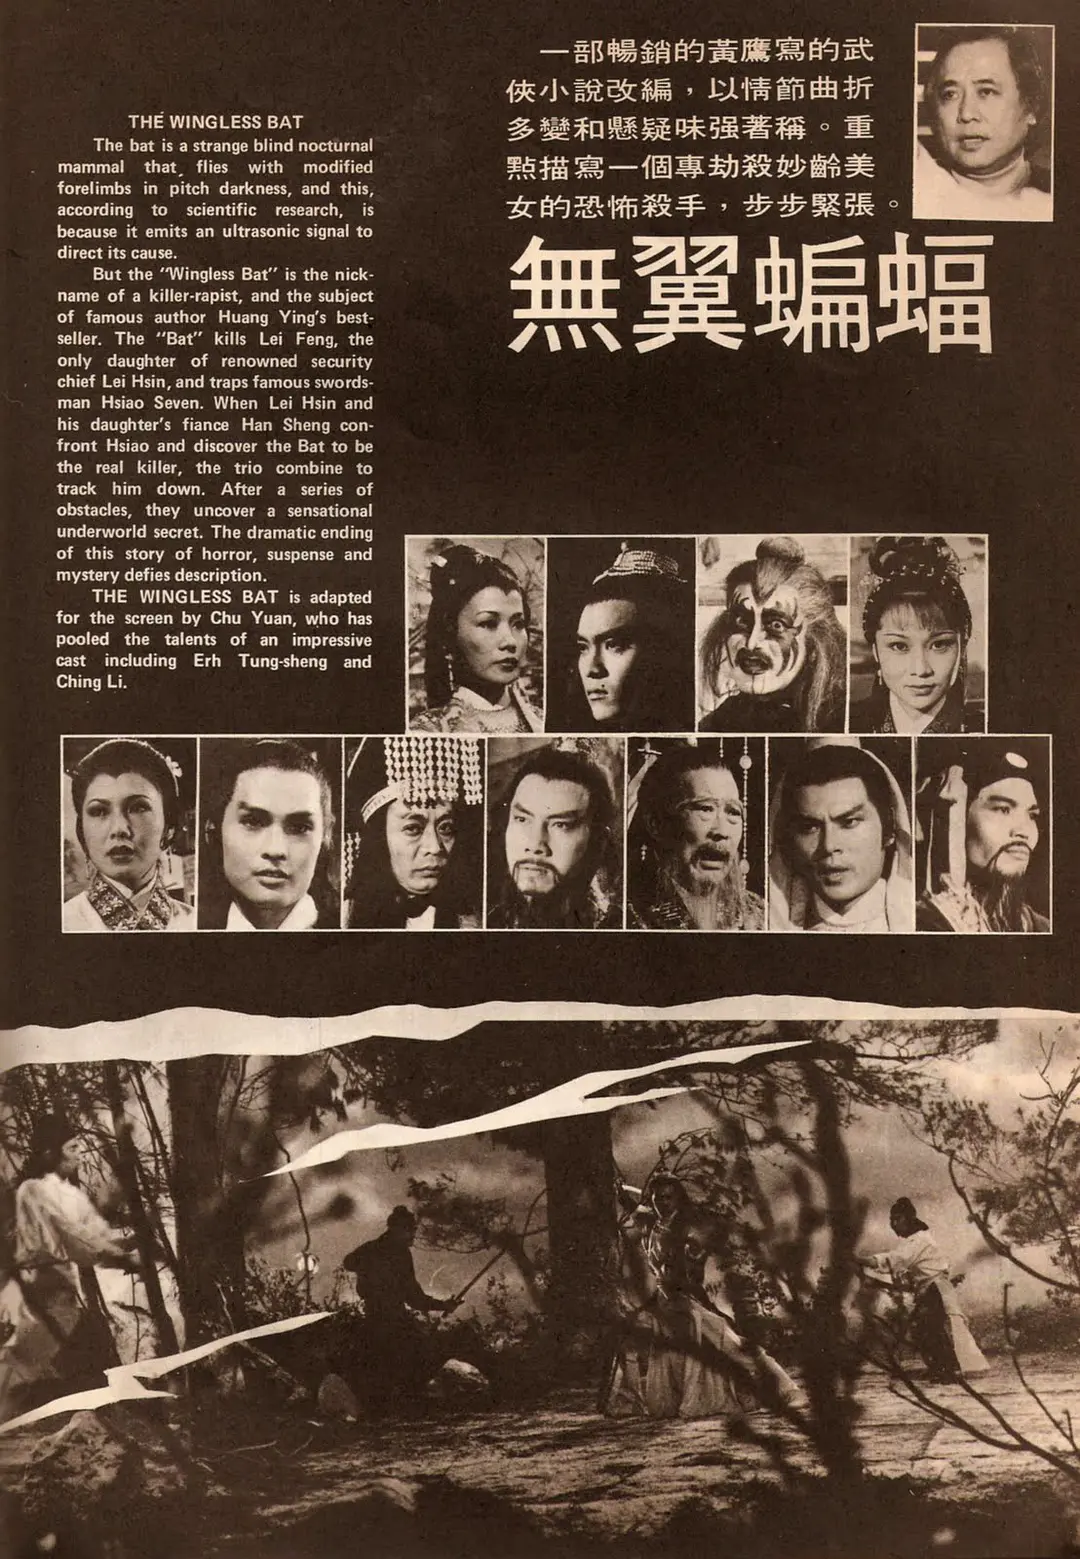 THE WINGLESS BAT
The bat is a strange blind nocturnal
mammal that flies with modified
forelimbs in pitch darkness, and this,
according to scientific research, is
because it emits an ultrasonic signal to
direct its cause.
But the "Wingless Bat" is the nick-
name of a killer-rapist, and the subject
of famous author Huang Ying's best-
seller. The "Bat" kills Lei Feng, the
only daughter of renowned security
chief Lei Hsin, and traps famous swords-
man Hsiao Seven. When Lei Hsin and
his daughter's fiance Han Sheng con-
front Hsiao and discover the Bat to be
the real killer, the trio combine to
track him down. After a series of
obstacles, they uncover a sensational
underworld secret. The dramatic ending
of this story of horror, suspense and
mystery defies description.
THE WINGLESS BAT is adapted
for the screen by Chu Yuan, who has
pooled the talents of an impressive
cast including Erh Tung-sheng and
Ching Li.
一部暢銷的黃鷹寫的武
俠小說改編，以情節曲折
多變和懸疑味强著稱。重
點描寫一個專劫殺妙齡美
女的恐怖殺手，步步緊張。
無翼蝙蝠